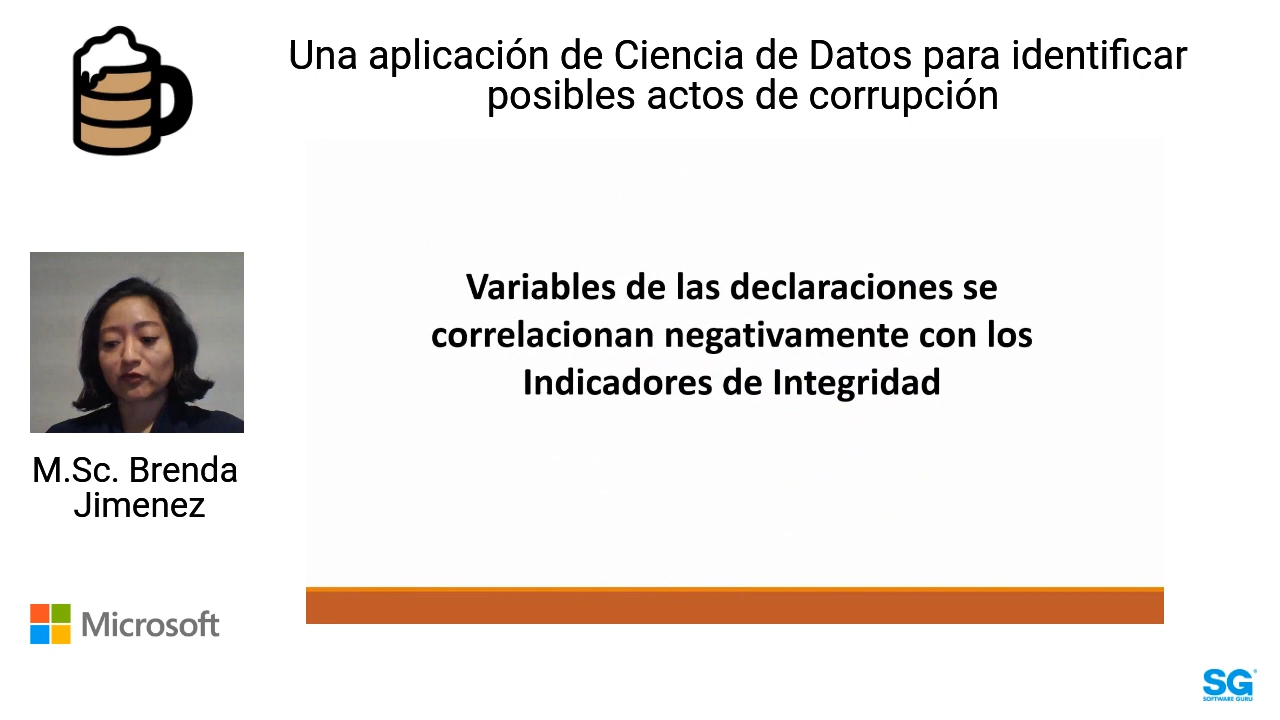 Una aplicación de Ciencia de Datos para identificar
posibles actos de corrupción
Variables de las declaraciones se
correlacionan negativamente con los
Indicadores de Integridad
M.Sc. Brenda
Jimenez
Microsoft
SG
SOFTWARE GURU